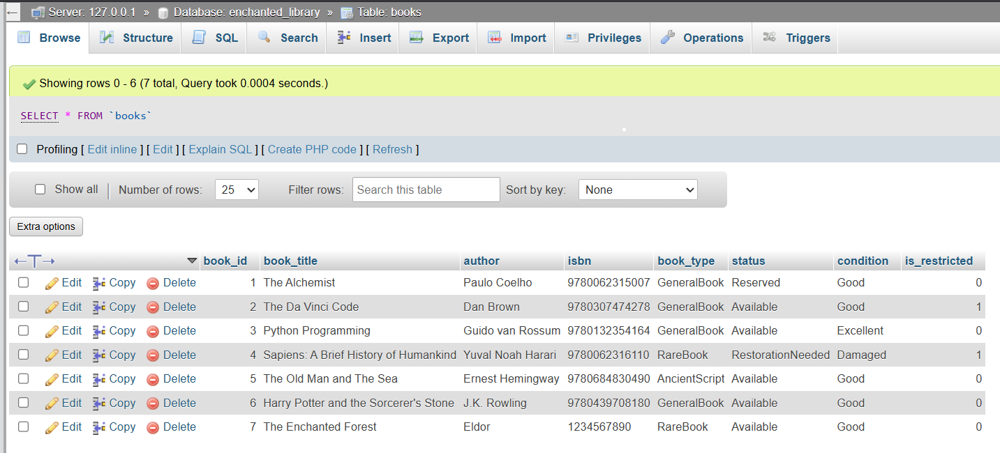 Server: 127.0.0.1 » Database: enchanted_library » Table: books
Browse Structure SQL Search Insert Export Import Privileges Operations Triggers
Showing rows 0 - 6 (7 total, Query took 0.0004 seconds.)
SELECT * FROM `books`
Profiling [ Edit inline ] [ Edit ] [ Explain SQL ] [ Create PHP code ] [ Refresh ]
Show all Number of rows: 25 Filter rows: Search this table Sort by key: None
Extra options
book_id book_title author isbn book_type status condition is_restricted
Edit Copy Delete 1 The Alchemist Paulo Coelho 9780062315007 GeneralBook Reserved Good 0
Edit Copy Delete 2 The Da Vinci Code Dan Brown 9780307474278 GeneralBook Available Good 1
Edit Copy Delete 3 Python Programming Guido van Rossum 9780132354164 GeneralBook Available Excellent 0
Edit Copy Delete 4 Sapiens: A Brief History of Humankind Yuval Noah Harari 9780062316110 RareBook RestorationNeeded Damaged 1
Edit Copy Delete 5 The Old Man and The Sea Ernest Hemingway 9780684830490 AncientScript Available Good 0
Edit Copy Delete 6 Harry Potter and the Sorcerer's Stone J.K. Rowling 9780439708180 GeneralBook Available Good 0
Edit Copy Delete 7 The Enchanted Forest Eldor 1234567890 RareBook Available Good 0